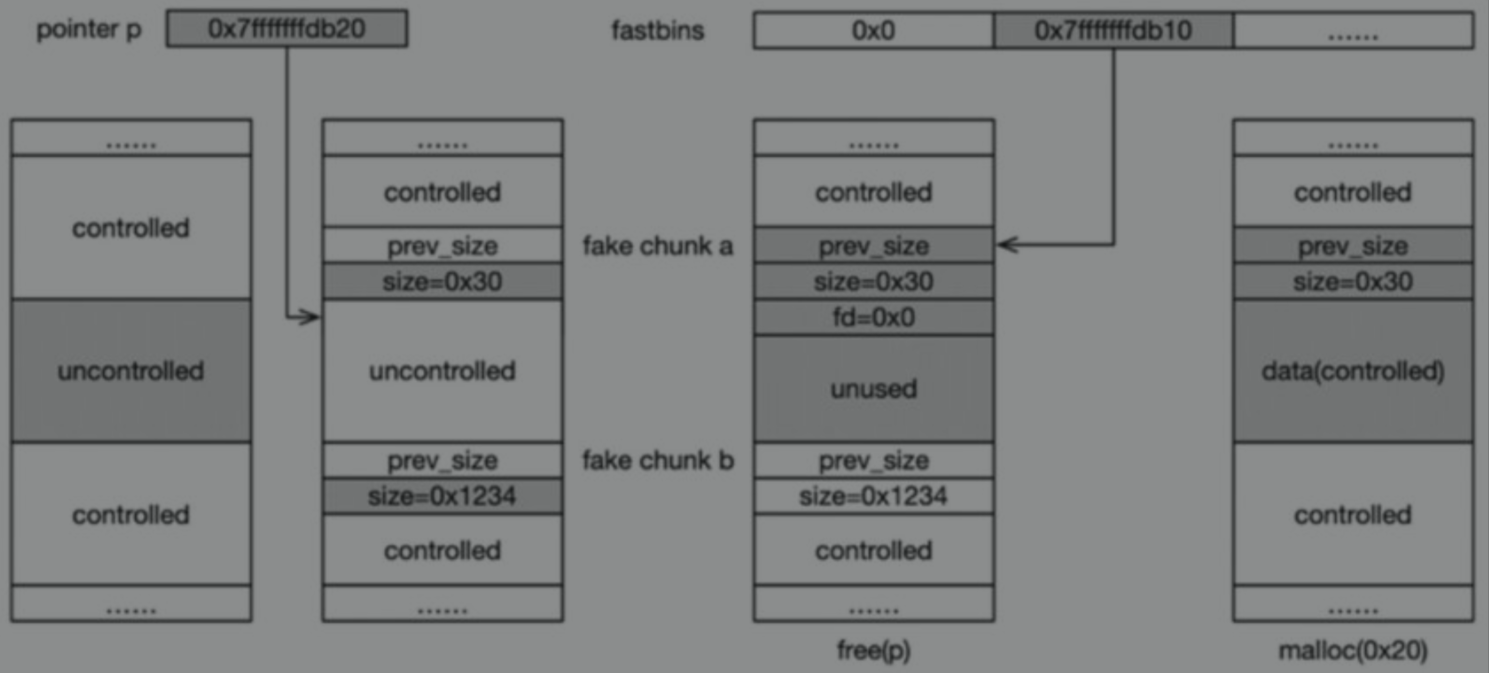 pointer p
0x7fffffffdb20
fastbins
0x0
0x7fffffffdb10
......
......
controlled
uncontrolled
controlled
......
......
controlled
prev_size
size=0x30
uncontrolled
prev_size
size=0x1234
controlled
......
fake chunk a
fake chunk b
......
controlled
prev_size
size=0x30
fd=0x0
unused
prev_size
size=0x1234
controlled
......
free(p)
......
controlled
prev_size
size=0x30
data(controlled)
controlled
......
malloc(0x20)